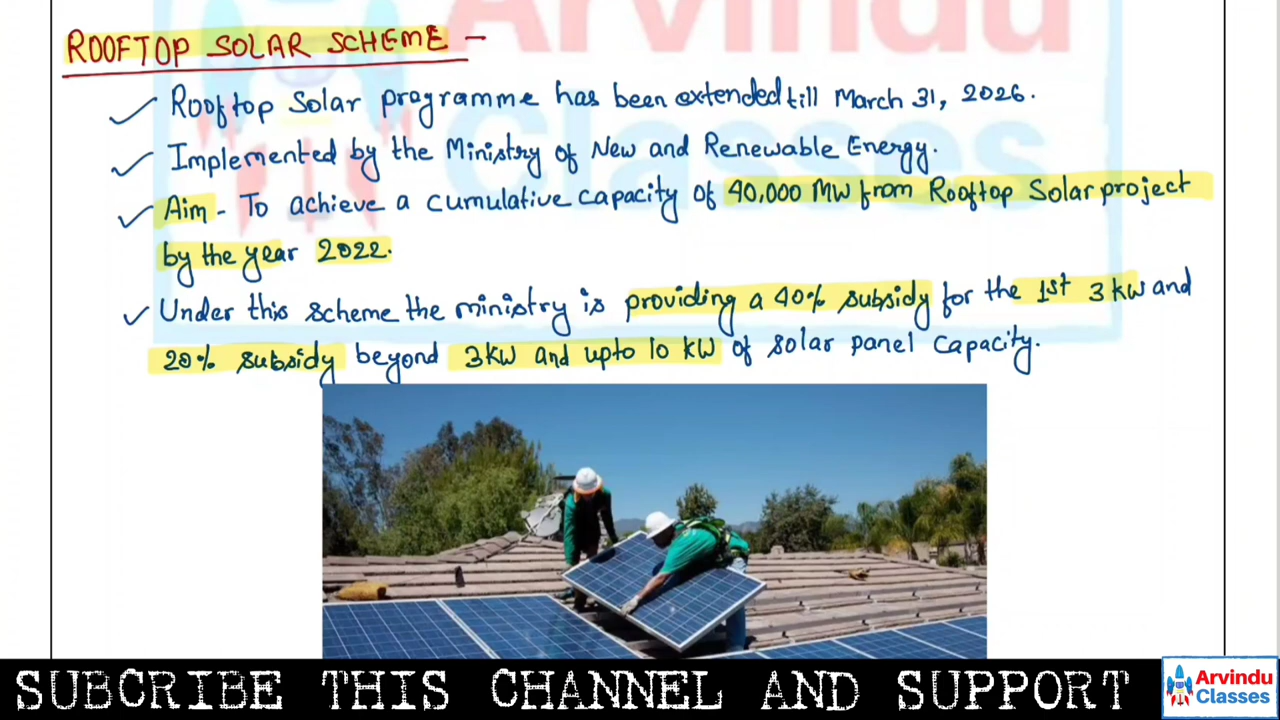 Arvindu
Classes
ROOFTOP SOLAR SCHEME -
Rooftop Solar programme has been extended till March 31, 2026.
Implemented by the Ministry of New and Renewable Energy.
Aim - To achieve a cumulative capacity of 40,000 MW from Rooftop Solar project
by the year 2022.
Under this scheme the ministry is providing a 40% subsidy for the 1st 3 kW and
20% subsidy beyond 3kW and upto 10 kW of solar panel capacity.
SUBCRIBE THIS CHANNEL AND SUPPORT
Arvindu
Classes